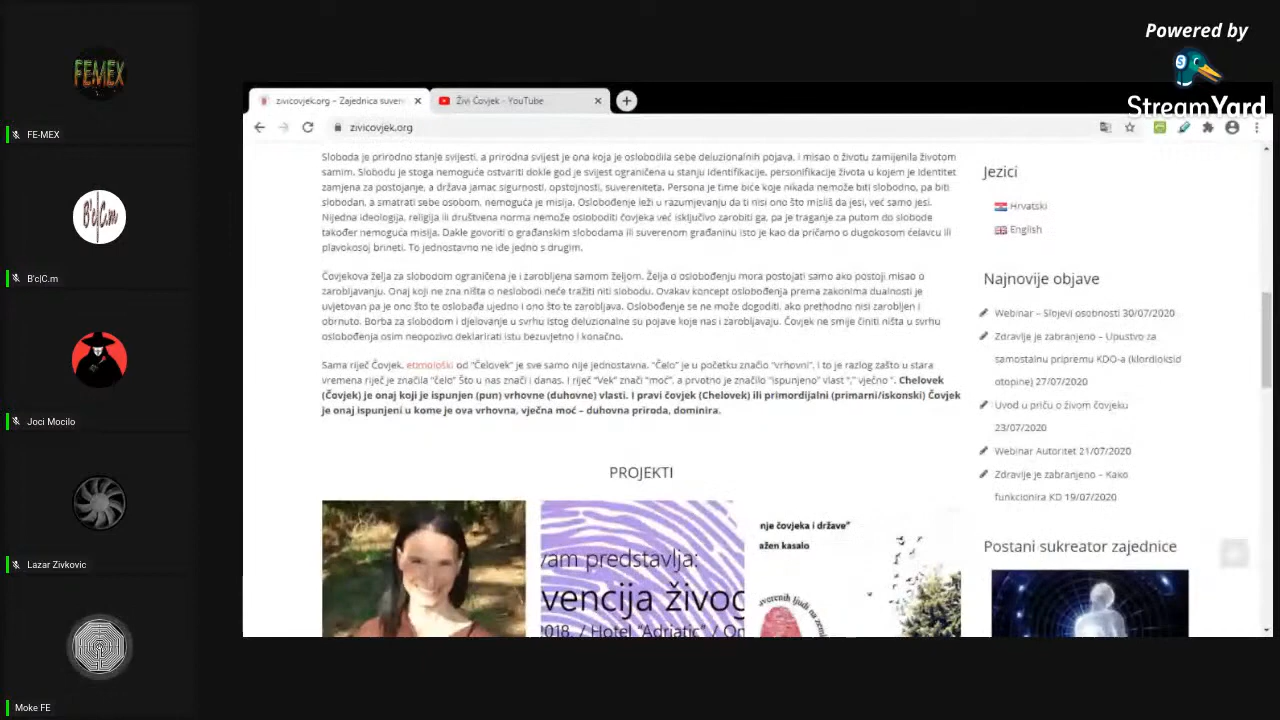 Powered by
StreamYard
FEMEX
FE-MEX
B'c|C.m
B'c|C.m
Joci Mocilo
Lazar Zivkovic
Moke FE
zivicovjek.org – Zajednica suveren
Živi Čovjek - YouTube
zivicovjek.org
Sloboda je prirodno stanje svijesti, a prirodna svijest je ona koja je oslobodila sebe deluzionalnih pojava, i misao o životu zamijenila životom
samim. Slobodu je stoga nemoguće ostvariti dokle god je svijest ograničena u stanju identifikacije, personifikacije života u kojem je identitet
zamjena za postojanje, a država jamac sigurnosti, opstojnosti, suvereniteta. Persona je time biće koje nikada nemože biti slobodno, pa biti
slobodan, a smatrati sebe osobom, nemoguća je misija. Oslobođenje leži u razumjevanju da ti nisi ono što misliš da jesi, već samo jesi.
Nijedna ideologija, religija ili društvena norma nemože osloboditi čovjeka već isključivo zarobiti ga, pa je traganje za putom do slobode
također nemoguća misija. Dakle govoriti o građanskim slobodama ili suverenom građaninu isto je kao da pričamo o dugokosom ćelavcu ili
plavokosoj brineti. To jednostavno ne ide jedno s drugim.
Čovjekova želja za slobodom ograničena je i zarobljena samom željom. Želja o oslobođenju mora postojati samo ako postoji misao o
zarobljavanju. Onaj koji ne zna ništa o neslobodi neće tražiti niti slobodu. Ovakav koncept oslobođenja prema zakonima dualnosti je
uvjetovan pa je ono što te oslobađa ujedno i ono što te zarobljava. Oslobođenje se ne može dogoditi, ako prethodno nisi zarobljen i
obrnuto. Borba za slobodom i djelovanje u svrhu istog deluzionalne su pojave koje nas i zarobljavaju. Čovjek ne smije činiti ništa u svrhu
oslobođenja osim neopozivo deklarirati istu bezuvjetno i konačno.
Sama riječ Čovjek, etimološki od "Čelovek" je sve samo nije jednostavna. "Čelo" je u početku značio "vrhovni", i to je razlog zašto u stara
vremena riječ je značila "čelo" Što u nas znači i danas. I riječ "Vek" znači "moć", a prvotno je značilo "ispunjeno" vlast "," vječno ". Chelovek
(Čovjek) je onaj koji je ispunjen (pun) vrhovne (duhovne) vlasti. I pravi čovjek (Chelovek) ili primordijalni (primarni/iskonski) Čovjek
je onaj ispunjeni u kome je ova vrhovna, vječna moć – duhovna priroda, dominira.
PROJEKTI
vam predstavlja:
vencija živog
2018. / Hotel "Adriatic" / Om
nje čovjeka i države"
ažen kasalo
suverenih ljudi na zemlji
Jezici
Hrvatski
English
Najnovije objave
Webinar – Slojevi osobnosti 30/07/2020
Zdravlje je zabranjeno – Upustvo za
samostalnu pripremu KDO-a (klordioksid
otopine) 27/07/2020
Uvod u priču o živom čovjeku
23/07/2020
Webinar Autoritet 21/07/2020
Zdravlje je zabranjeno – Kako
funkcionira KD 19/07/2020
Postani sukreator zajednice